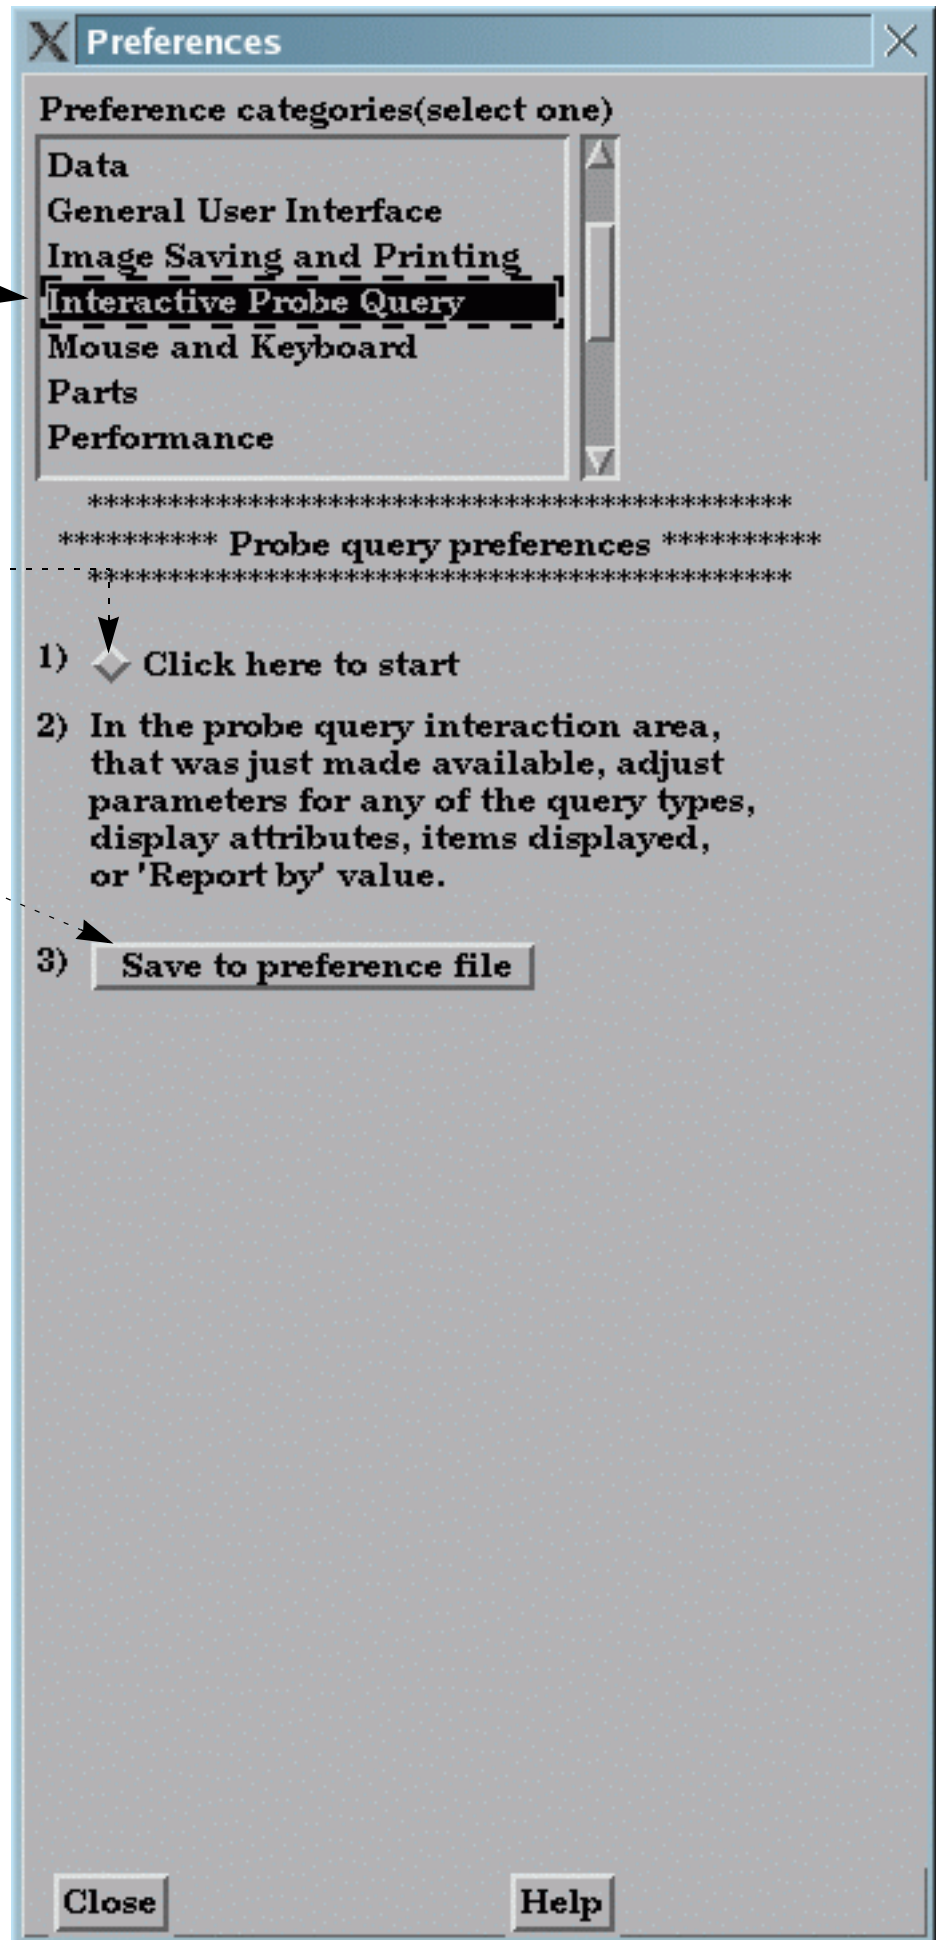 Preferences
Preference categories(select one)
Data
General User Interface
Image Saving and Printing
Interactive Probe Query
Mouse and Keyboard
Parts
Performance
********************************************
********** Probe query preferences **********
********************************************
1) Click here to start
2) In the probe query interaction area,
that was just made available, adjust
parameters for any of the query types,
display attributes, items displayed,
or 'Report by' value.
3) Save to preference file
Close Help